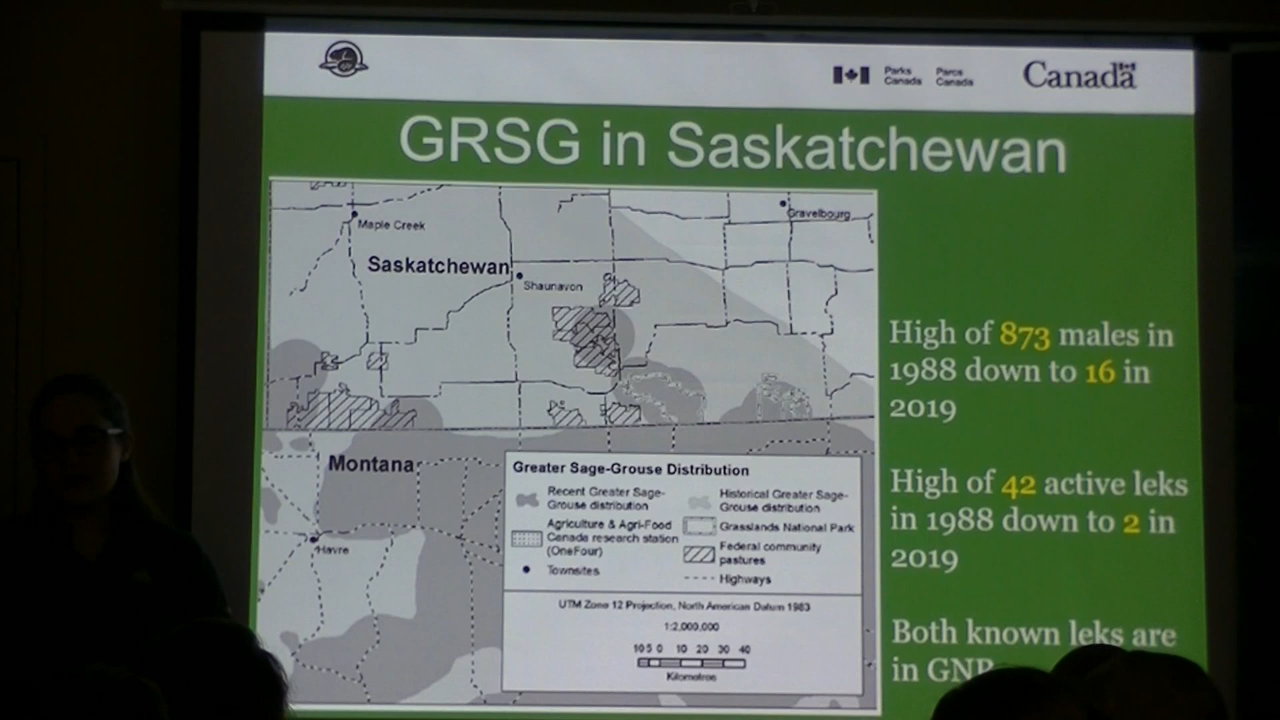 Parks Canada
Parcs Canada
Canada
GRSG in Saskatchewan
Gravelbourg
Maple Creek
Saskatchewan
Shaunavon
Montana
Havre
Greater Sage-Grouse Distribution
Recent Greater Sage-
Grouse distribution
Agriculture & Agri-Food
Canada research station
(OneFour)
Townsites
Historical Greater Sage-
Grouse distribution
Grasslands National Park
Federal community
pastures
Highways
UTM Zone 12 Projection, North American Datum 1983
1:2,000,000
10 5 0 10 20 30 40
Kilometres
High of 873 males in
1988 down to 16 in
2019
High of 42 active leks
in 1988 down to 2 in
2019
Both known leks are
in GNP